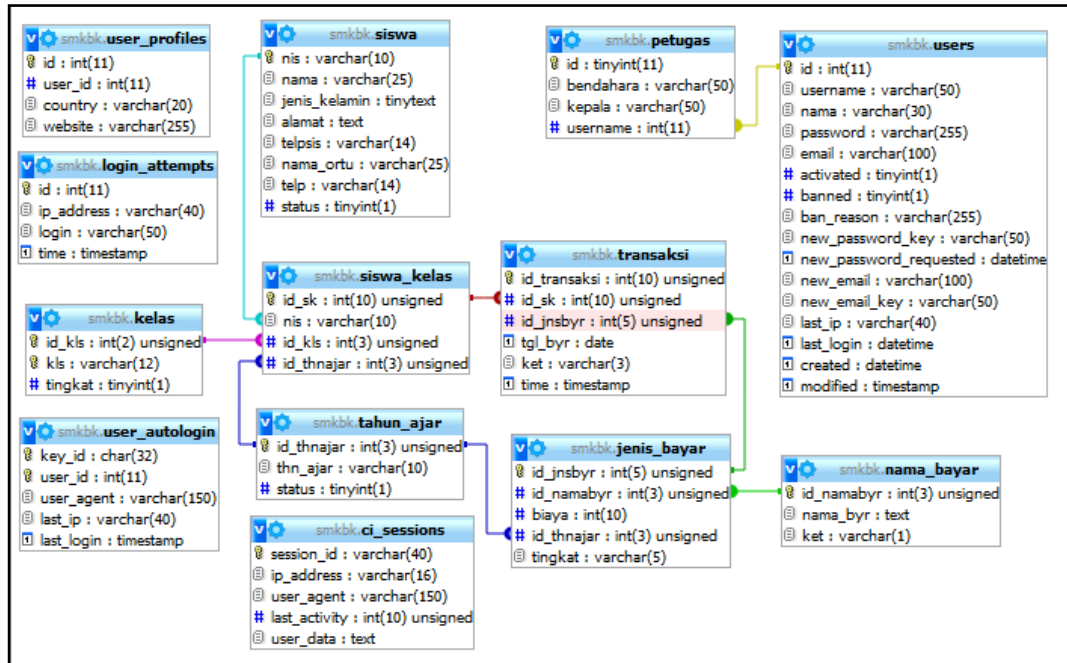 smkbk.user_profiles
id : int(11)
user_id : int(11)
country : varchar(20)
website : varchar(255)
smkbk.login_attempts
id : int(11)
ip_address : varchar(40)
login : varchar(50)
time : timestamp
smkbk.kelas
id_kls : int(2) unsigned
kls : varchar(12)
tingkat : tinyint(1)
smkbk.user_autologin
key_id : char(32)
user_id : int(11)
user_agent : varchar(150)
last_ip : varchar(40)
last_login : timestamp
smkbk.siswa
nis : varchar(10)
nama : varchar(25)
jenis_kelamin : tinytext
alamat : text
telpsis : varchar(14)
nama_ortu : varchar(25)
telp : varchar(14)
status : tinyint(1)
smkbk.siswa_kelas
id_sk : int(10) unsigned
nis : varchar(10)
id_kls : int(3) unsigned
id_thnajar : int(3) unsigned
smkbk.tahun_ajar
id_thnajar : int(3) unsigned
thn_ajar : varchar(10)
status : tinyint(1)
smkbk.ci_sessions
session_id : varchar(40)
ip_address : varchar(16)
user_agent : varchar(150)
last_activity : int(10) unsigned
user_data : text
smkbk.petugas
id : tinyint(11)
bendahara : varchar(50)
kepala : varchar(50)
username : int(11)
smkbk.transaksi
id_transaksi : int(10) unsigned
id_sk : int(10) unsigned
id_jnsbyr : int(5) unsigned
tgl_byr : date
ket : varchar(3)
time : timestamp
smkbk.jenis_bayar
id_jnsbyr : int(5) unsigned
id_namabyr : int(3) unsigned
biaya : int(10)
id_thnajar : int(3) unsigned
tingkat : varchar(5)
smkbk.users
id : int(11)
username : varchar(50)
nama : varchar(30)
password : varchar(255)
email : varchar(100)
activated : tinyint(1)
banned : tinyint(1)
ban_reason : varchar(255)
new_password_key : varchar(50)
new_password_requested : datetime
new_email : varchar(100)
new_email_key : varchar(50)
last_ip : varchar(40)
last_login : datetime
created : datetime
modified : timestamp
smkbk.nama_bayar
id_namabyr : int(3) unsigned
nama_byr : text
ket : varchar(1)